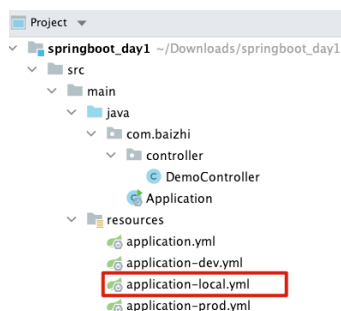 Project
springboot_day1 ~/Downloads/springboot_day1
src
main
java
com.baizhi
controller
DemoController
Application
resources
application.yml
application-dev.yml
application-local.yml
application-prod.yml